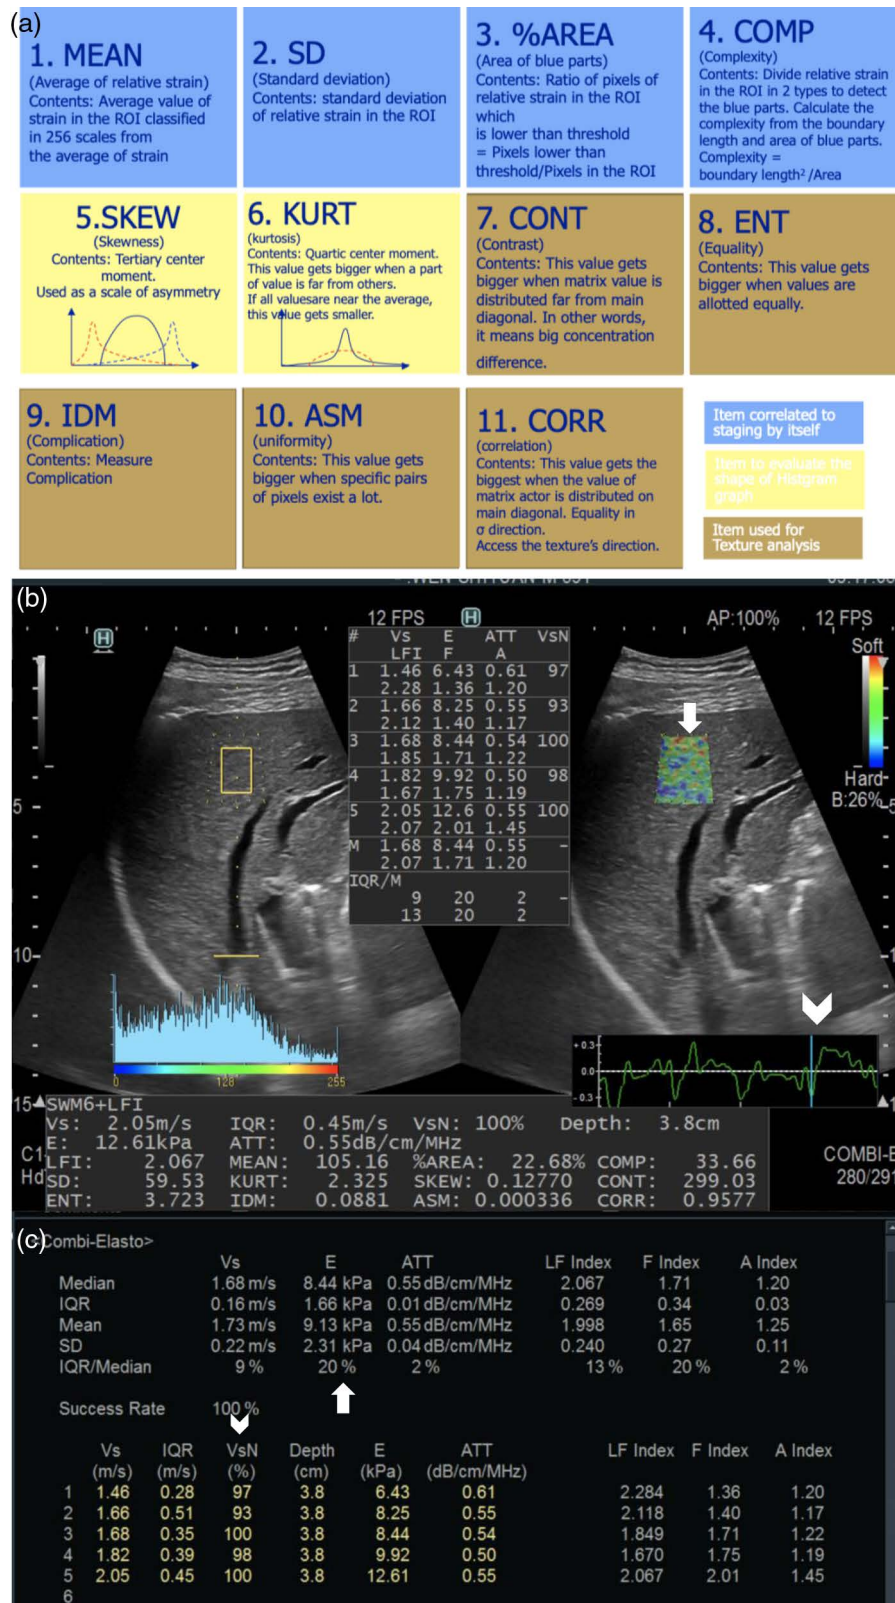 (a)
1. MEAN
(Average of relative strain)
Contents: Average value of
strain in the ROI classified
in 256 scales from
the average of strain
2. SD
(Standard deviation)
Contents: standard deviation
of relative strain in the ROI
3. %AREA
(Area of blue parts)
Contents: Ratio of pixels of
relative strain in the ROI
which
is lower than threshold
= Pixels lower than
threshold/Pixels in the ROI
4. COMP
(Complexity)
Contents: Divide relative strain
in the ROI in 2 types to detect
the blue parts. Calculate the
complexity from the boundary
length and area of blue parts.
Complexity =
boundary length²/Area
5.SKEW
(Skewness)
Contents: Tertiary center
moment.
Used as a scale of asymmetry
6. KURT
(kurtosis)
Contents: Quartic center moment.
This value gets bigger when a part
of value is far from others.
If all valuesare near the average,
this value gets smaller.
7. CONT
(Contrast)
Contents: This value gets
bigger when matrix value is
distributed far from main
diagonal. In other words,
it means big concentration
difference.
8. ENT
(Equality)
Contents: This value gets
bigger when values are
allotted equally.
9. IDM
(Complication)
Contents: Measure
Complication
10. ASM
(uniformity)
Contents: This value gets
bigger when specific pairs
of pixels exist a lot.
11. CORR
(correlation)
Contents: This value gets the
biggest when the value of
matrix actor is distributed on
main diagonal. Equality in
σ direction.
Access the texture's direction.
Item correlated to
staging by itself
Item to evaluate the
shape of Histgram
graph
Item used for
Texture analysis
(b)
12 FPS H AP:100% 12 FPS
H
# Vs E ATT VsN
LFI F A
1 1.46 6.43 0.61 97
2.28 1.36 1.20
2 1.66 8.25 0.55 93
2.12 1.40 1.17
3 1.68 8.44 0.54 100
1.85 1.71 1.22
4 1.82 9.92 0.50 98
1.67 1.75 1.19
5 2.05 12.6 0.55 100
2.07 2.01 1.45
M 1.68 8.44 0.55 -
2.07 1.71 1.20
IQR/M
9 20 2 -
13 20 2
Soft
Hard
B:26%
5
5
10
15
+0.3
0.0
-0.3
0 128 255
SWM6+LFI
Vs: 2.05m/s IQR: 0.45m/s VsN: 100% Depth: 3.8cm
E: 12.61kPa ATT: 0.55dB/cm/MHz
LFI: 2.067 MEAN: 105.16 %AREA: 22.68% COMP: 33.66
SD: 59.53 KURT: 2.325 SKEW: 0.12770 CONT: 299.03
ENT: 3.723 IDM: 0.0881 ASM: 0.000336 CORR: 0.9577
C1
Hd
COMBI-E
280/291
(c)
<Combi-Elasto>
Vs E ATT LF Index F Index A Index
Median 1.68 m/s 8.44 kPa 0.55 dB/cm/MHz 2.067 1.71 1.20
IQR 0.16 m/s 1.66 kPa 0.01 dB/cm/MHz 0.269 0.34 0.03
Mean 1.73 m/s 9.13 kPa 0.55 dB/cm/MHz 1.998 1.65 1.25
SD 0.22 m/s 2.31 kPa 0.04 dB/cm/MHz 0.240 0.27 0.11
IQR/Median 9 % 20 % 2 % 13 % 20 % 2 %
Success Rate 100 %
Vs IQR VsN Depth E ATT LF Index F Index A Index
(m/s) (m/s) (%) (cm) (kPa) (dB/cm/MHz)
1 1.46 0.28 97 3.8 6.43 0.61 2.284 1.36 1.20
2 1.66 0.51 93 3.8 8.25 0.55 2.118 1.40 1.17
3 1.68 0.35 100 3.8 8.44 0.54 1.849 1.71 1.22
4 1.82 0.39 98 3.8 9.92 0.50 1.670 1.75 1.19
5 2.05 0.45 100 3.8 12.61 0.55 2.067 2.01 1.45
6